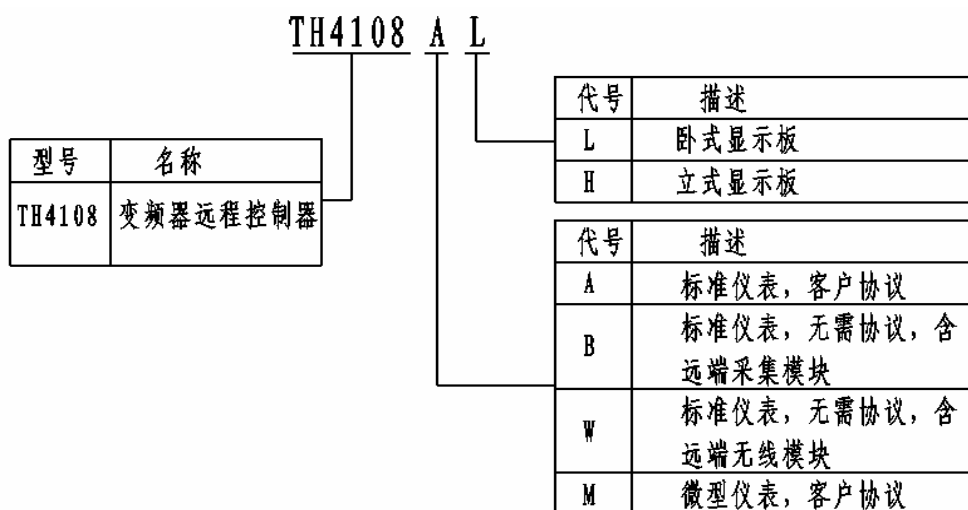 TH4108 A L
型号 名称
TH4108 变频器远程控制器
代号 描述
L 卧式显示板
H 立式显示板
代号 描述
A 标准仪表，客户协议
B 标准仪表，无需协议，含
远端采集模块
W 标准仪表，无需协议，含
远端无线模块
M 微型仪表，客户协议